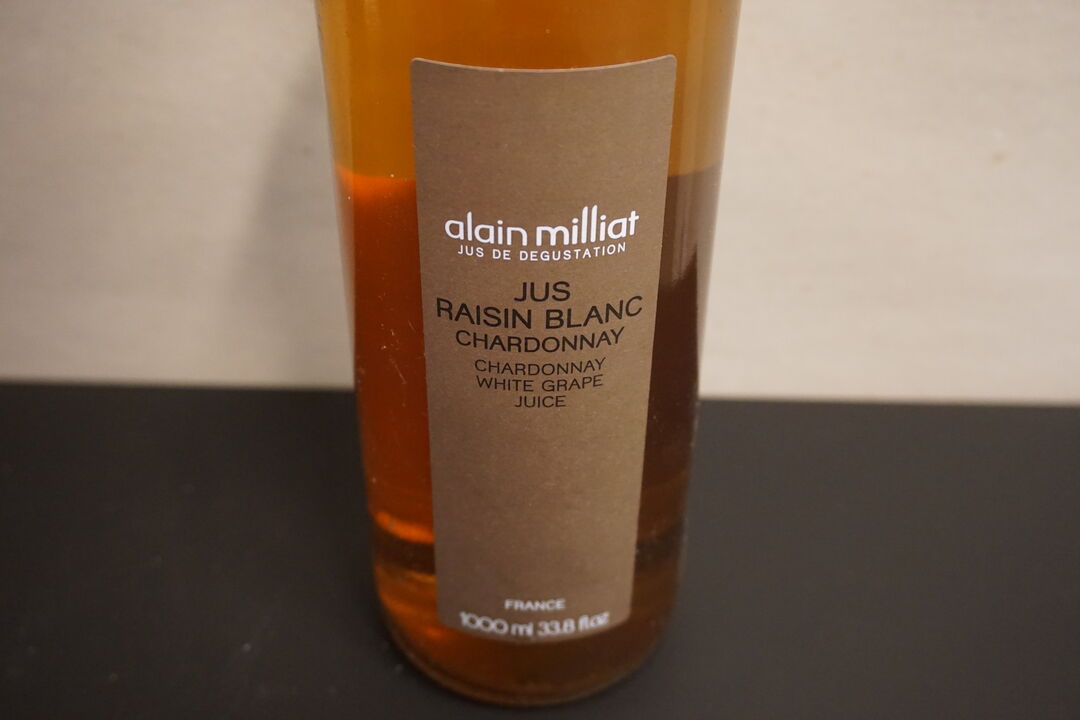 alain milliat
JUS DE DEGUSTATION
JUS
RAISIN BLANC
CHARDONNAY
CHARDONNAY
WHITE GRAPE
JUICE
FRANCE
1000 ml 33.8 fl.oz